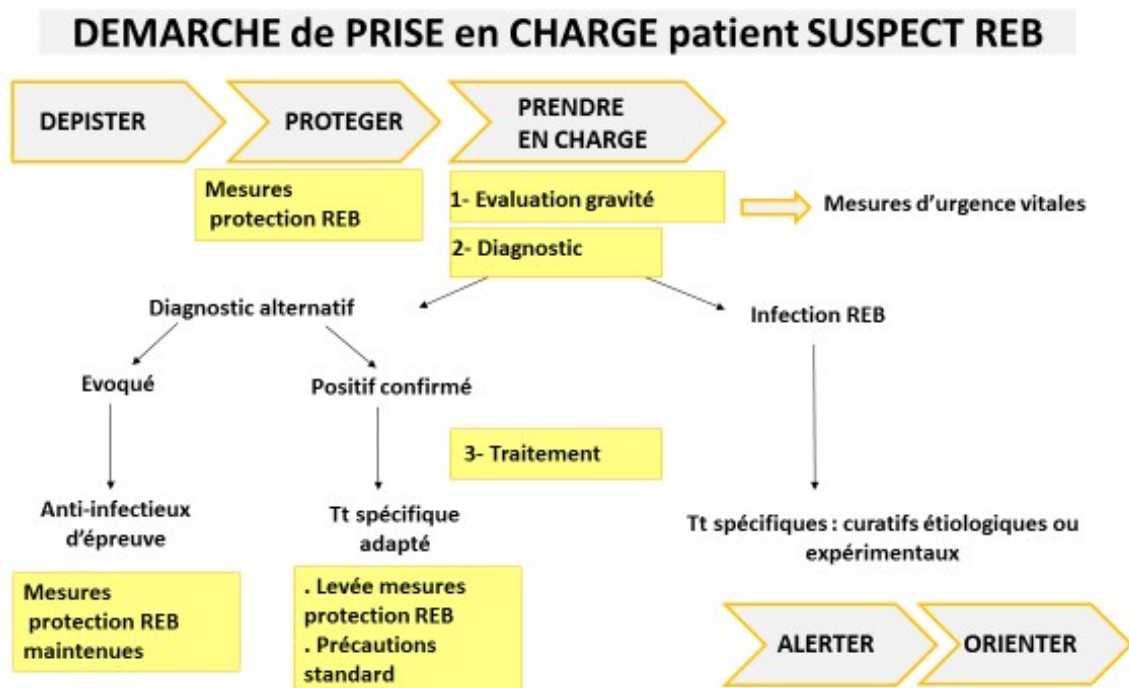 DEMARCHE de PRISE en CHARGE patient SUSPECT REB
DEPISTER
PROTEGER
PRENDRE
EN CHARGE
Mesures
protection REB
1- Evaluation gravité
Mesures d'urgence vitales
2- Diagnostic
Diagnostic alternatif
Infection REB
Evoqué
Positif confirmé
3- Traitement
Anti-infectieux
d'épreuve
Tt spécifique
adapté
Tt spécifiques : curatifs étiologiques ou
expérimentaux
Mesures
protection REB
maintenues
. Levée mesures
protection REB
. Précautions
standard
ALERTER
ORIENTER